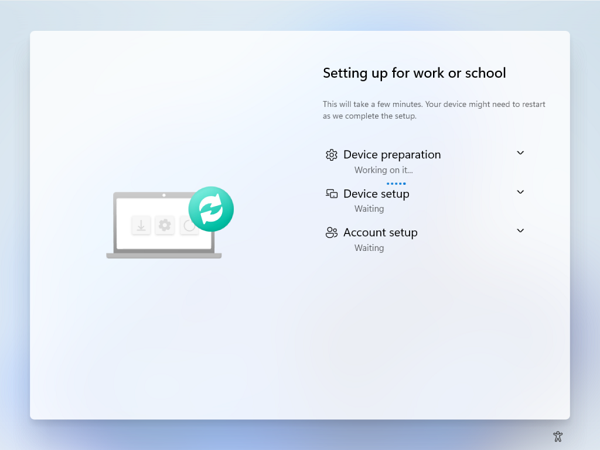 Setting up for work or school
This will take a few minutes. Your device might need to restart
as we complete the setup.
Device preparation
Working on it...
Device setup
Waiting
Account setup
Waiting